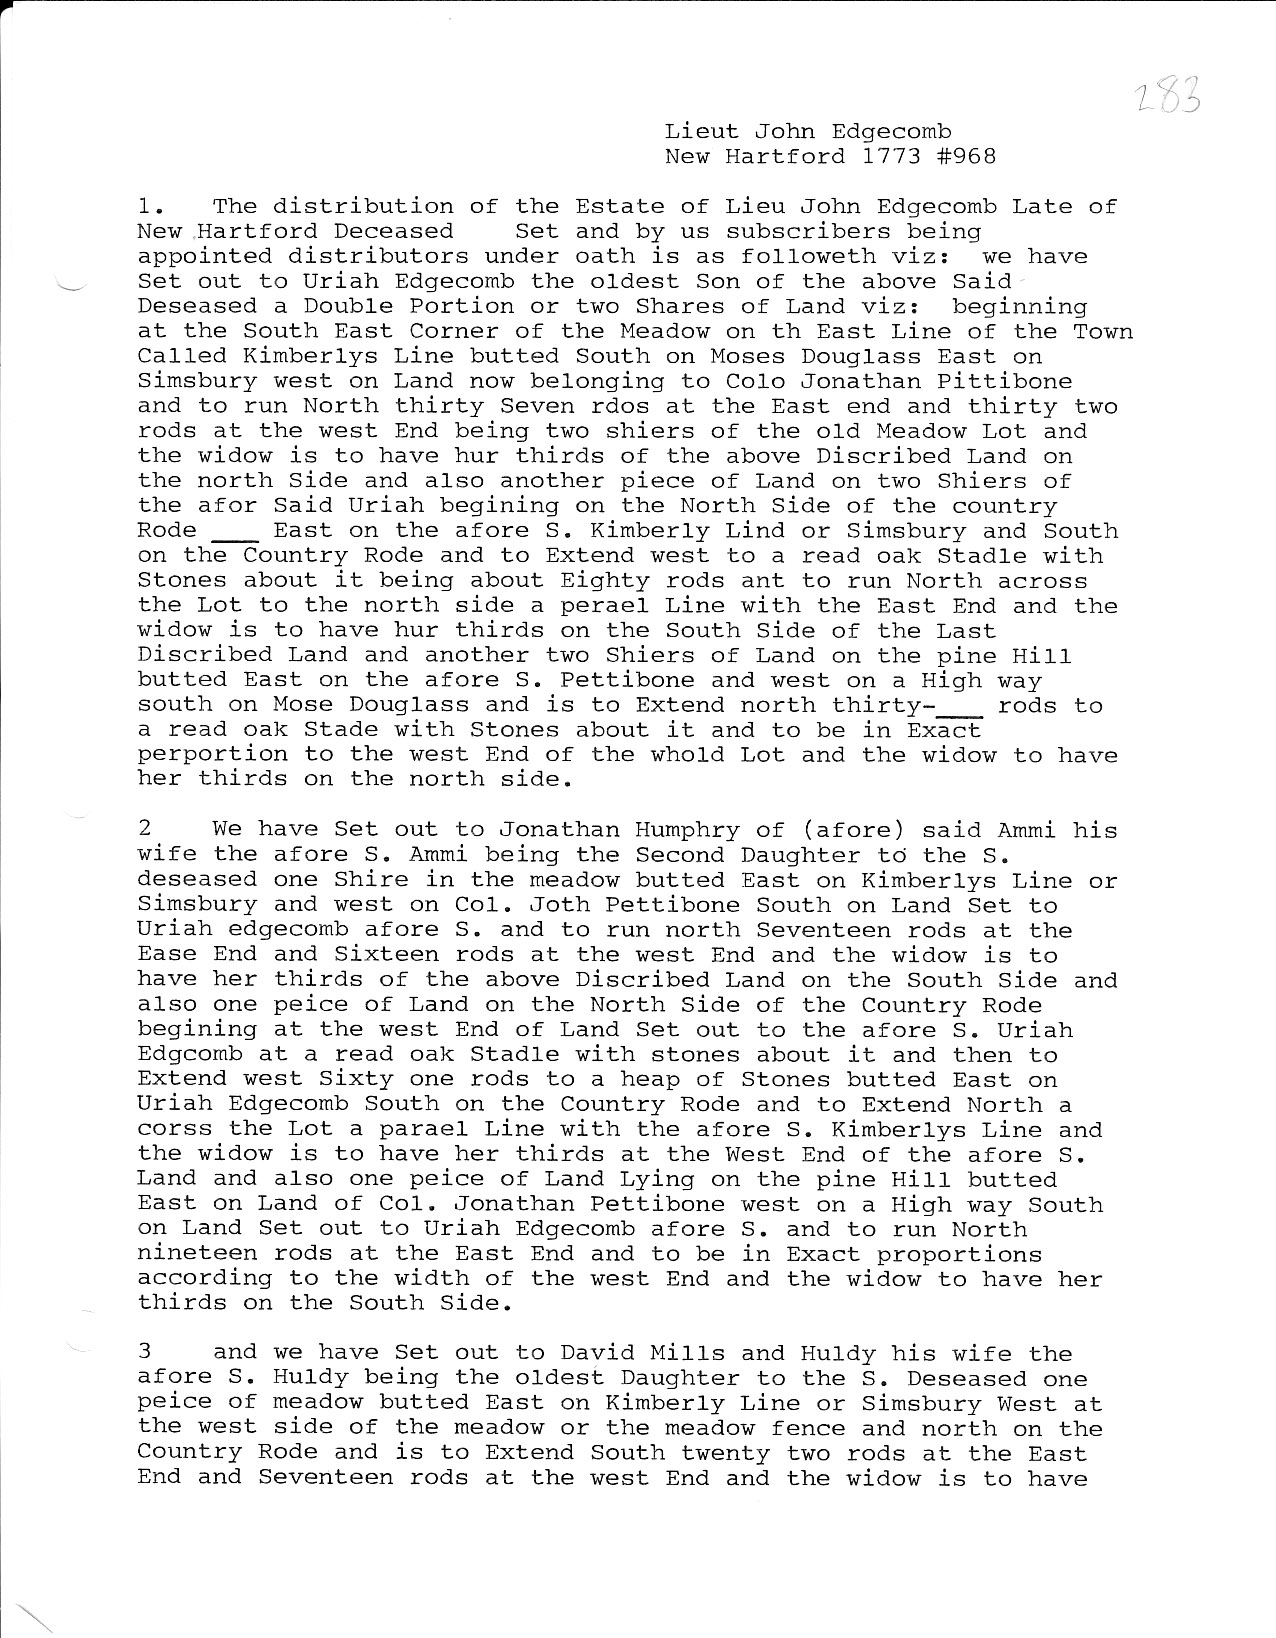 283
Lieut John Edgecomb
New Hartford 1773 #968
1. The distribution of the Estate of Lieu John Edgecomb Late of
New Hartford Deceased Set and by us subscribers being
appointed distributors under oath is as followeth viz: we have
Set out to Uriah Edgecomb the oldest Son of the above Said
Deseased a Double Portion or two Shares of Land viz: beginning
at the South East Corner of the Meadow on th East Line of the Town
Called Kimberlys Line butted South on Moses Douglass East on
Simsbury west on Land now belonging to Colo Jonathan Pittibone
and to run North thirty Seven rdos at the East end and thirty two
rods at the west End being two shiers of the old Meadow Lot and
the widow is to have hur thirds of the above Discribed Land on
the north Side and also another piece of Land on two Shiers of
the afor Said Uriah begining on the North Side of the country
Rode ___ East on the afore S. Kimberly Lind or Simsbury and South
on the Country Rode and to Extend west to a read oak Stadle with
Stones about it being about Eighty rods ant to run North across
the Lot to the north side a perael Line with the East End and the
widow is to have hur thirds on the South Side of the Last
Discribed Land and another two Shiers of Land on the pine Hill
butted East on the afore S. Pettibone and west on a High way
south on Mose Douglass and is to Extend north thirty-___ rods to
a read oak Stade with Stones about it and to be in Exact
perportion to the west End of the whold Lot and the widow to have
her thirds on the north side.
2 We have Set out to Jonathan Humphry of (afore) said Ammi his
wife the afore S. Ammi being the Second Daughter to the S.
deseased one Shire in the meadow butted East on Kimberlys Line or
Simsbury and west on Col. Joth Pettibone South on Land Set to
Uriah edgecomb afore S. and to run north Seventeen rods at the
Ease End and Sixteen rods at the west End and the widow is to
have her thirds of the above Discribed Land on the South Side and
also one peice of Land on the North Side of the Country Rode
begining at the west End of Land Set out to the afore S. Uriah
Edgcomb at a read oak Stadle with stones about it and then to
Extend west Sixty one rods to a heap of Stones butted East on
Uriah Edgecomb South on the Country Rode and to Extend North a
corss the Lot a parael Line with the afore S. Kimberlys Line and
the widow is to have her thirds at the West End of the afore S.
Land and also one peice of Land Lying on the pine Hill butted
East on Land of Col. Jonathan Pettibone west on a High way South
on Land Set out to Uriah Edgecomb afore S. and to run North
nineteen rods at the East End and to be in Exact proportions
according to the width of the west End and the widow to have her
thirds on the South Side.
3 and we have Set out to David Mills and Huldy his wife the
afore S. Huldy being the oldest Daughter to the S. Deseased one
peice of meadow butted East on Kimberly Line or Simsbury West at
the west side of the meadow or the meadow fence and north on the
Country Rode and is to Extend South twenty two rods at the East
End and Seventeen rods at the west End and the widow is to have